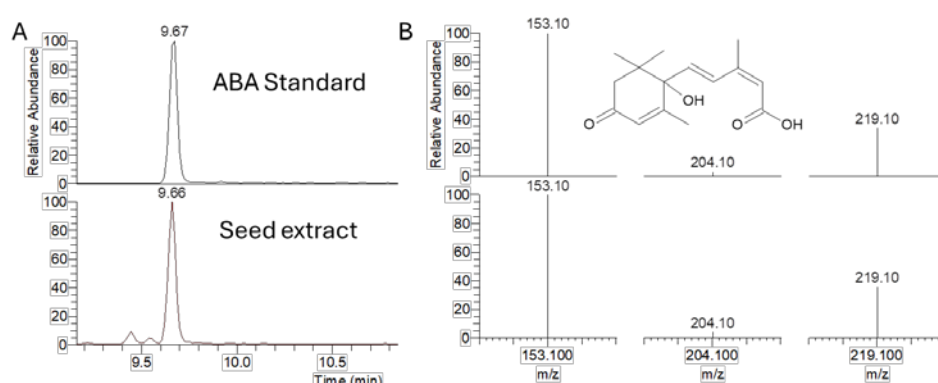 A
Relative Abundance
100
80
60
40
20
0
9.67
ABA Standard
100
80
60
40
20
0
9.66
Seed extract
9.5
10.0
10.5
Time (min)
B
Relative Abundance
100
80
60
40
20
0
153.10
204.10
219.10
O
OH
O
OH
100
80
60
40
20
0
153.10
204.10
219.10
153.100
204.100
219.100
m/z
m/z
m/z